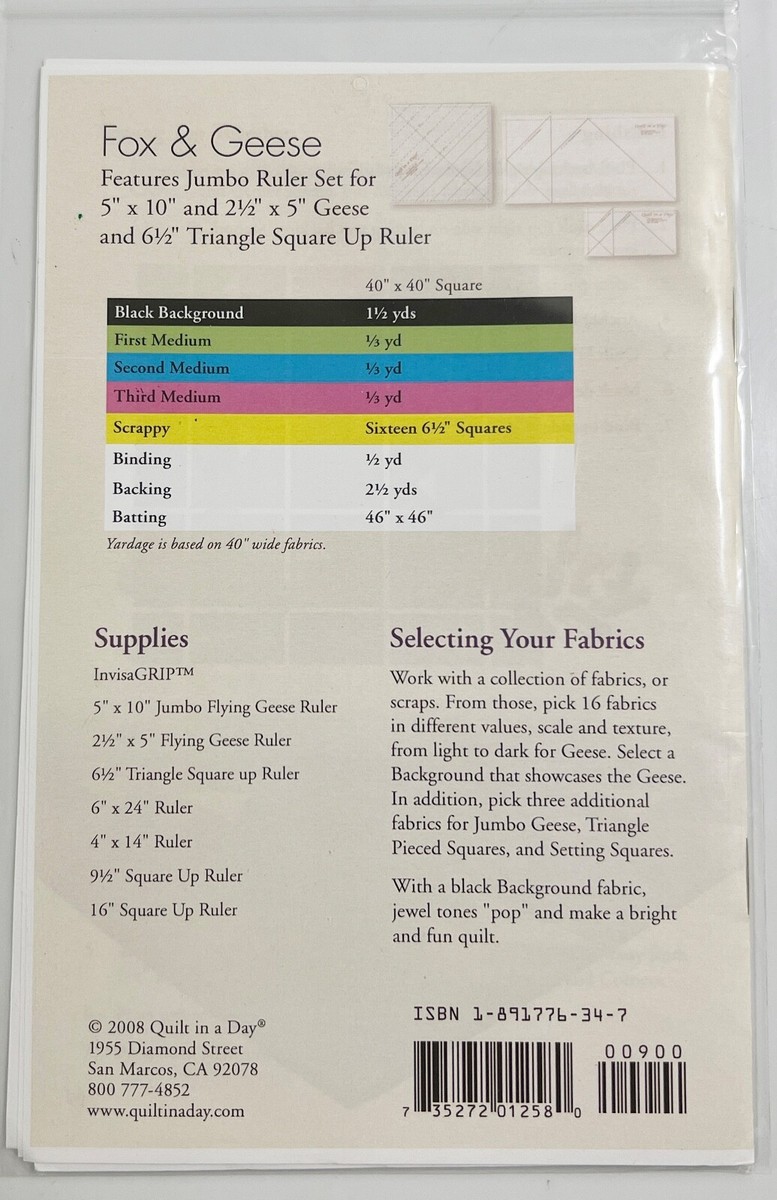 Fox & Geese
Features Jumbo Ruler Set for
5" x 10" and 2½" x 5" Geese
and 6½" Triangle Square Up Ruler
40" x 40" Square
Black Background 1½ yds
First Medium ⅓ yd
Second Medium ⅓ yd
Third Medium ⅓ yd
Scrappy Sixteen 6½" Squares
Binding ½ yd
Backing 2½ yds
Batting 46" x 46"
Yardage is based on 40" wide fabrics.
Supplies
InvisaGRIP™
5" x 10" Jumbo Flying Geese Ruler
2½" x 5" Flying Geese Ruler
6½" Triangle Square up Ruler
6" x 24" Ruler
4" x 14" Ruler
9½" Square Up Ruler
16" Square Up Ruler
Selecting Your Fabrics
Work with a collection of fabrics, or
scraps. From those, pick 16 fabrics
in different values, scale and texture,
from light to dark for Geese. Select a
Background that showcases the Geese.
In addition, pick three additional
fabrics for Jumbo Geese, Triangle
Pieced Squares, and Setting Squares.
With a black Background fabric,
jewel tones "pop" and make a bright
and fun quilt.
© 2008 Quilt in a Day®
1955 Diamond Street
San Marcos, CA 92078
800 777-4852
www.quiltinaday.com
ISBN 1-891776-34-7
00900
7 35272 01258 0